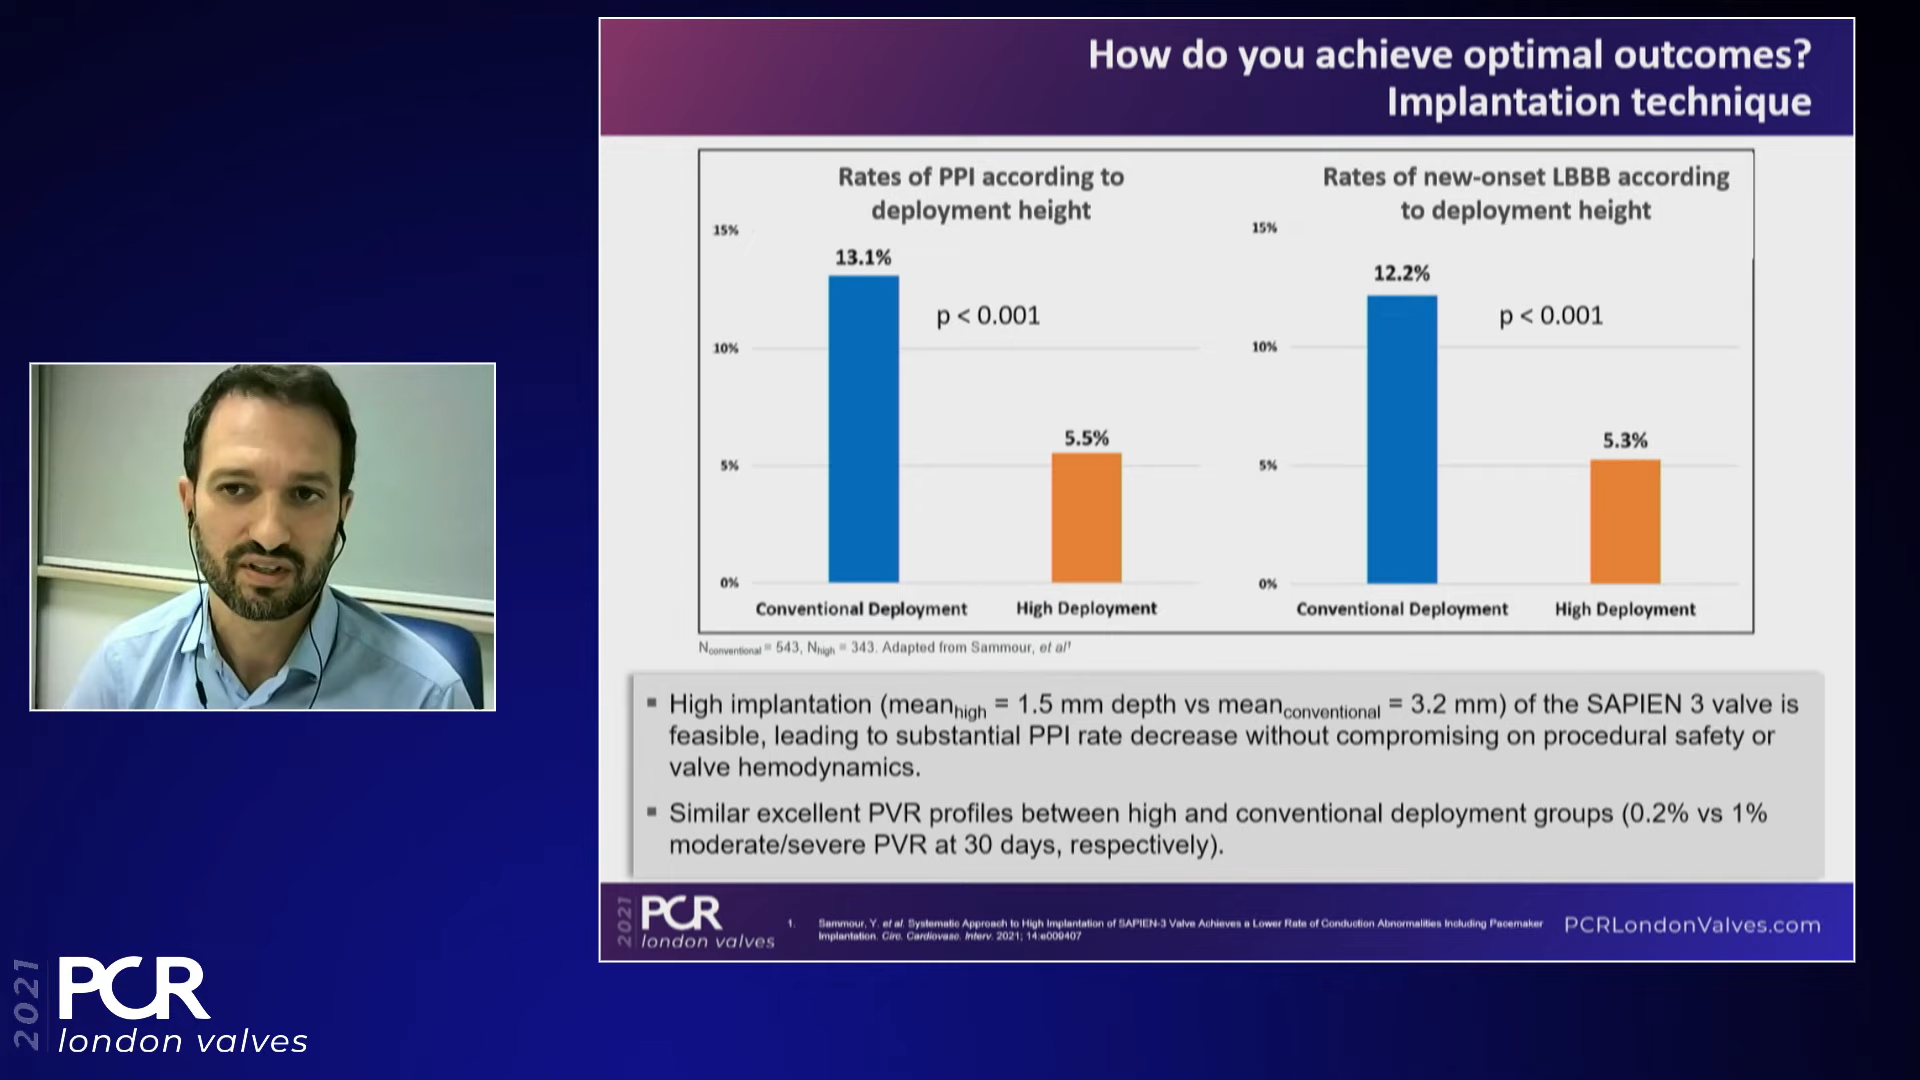 How do you achieve optimal outcomes?
Implantation technique
Rates of PPI according to
deployment height
15%
13.1%
p < 0.001
10%
5.5%
5%
0%
Conventional Deployment
High Deployment
Rates of new-onset LBBB according
to deployment height
15%
12.2%
p < 0.001
10%
5.3%
5%
0%
Conventional Deployment
High Deployment
Nconventional = 543, Nhigh = 343. Adapted from Sammour, et al¹
▪ High implantation (meanhigh = 1.5 mm depth vs meanconventional = 3.2 mm) of the SAPIEN 3 valve is
feasible, leading to substantial PPI rate decrease without compromising on procedural safety or
valve hemodynamics.
▪ Similar excellent PVR profiles between high and conventional deployment groups (0.2% vs 1%
moderate/severe PVR at 30 days, respectively).
2021
PCR
london valves
1. Sammour, Y. et al. Systematic Approach to High Implantation of SAPIEN-3 Valve Achieves a Lower Rate of Conduction Abnormalities Including Pacemaker
Implantation. Circ. Cardiovasc. Interv. 2021; 14:e009407
PCRLondonValves.com
2021
PCR
london valves